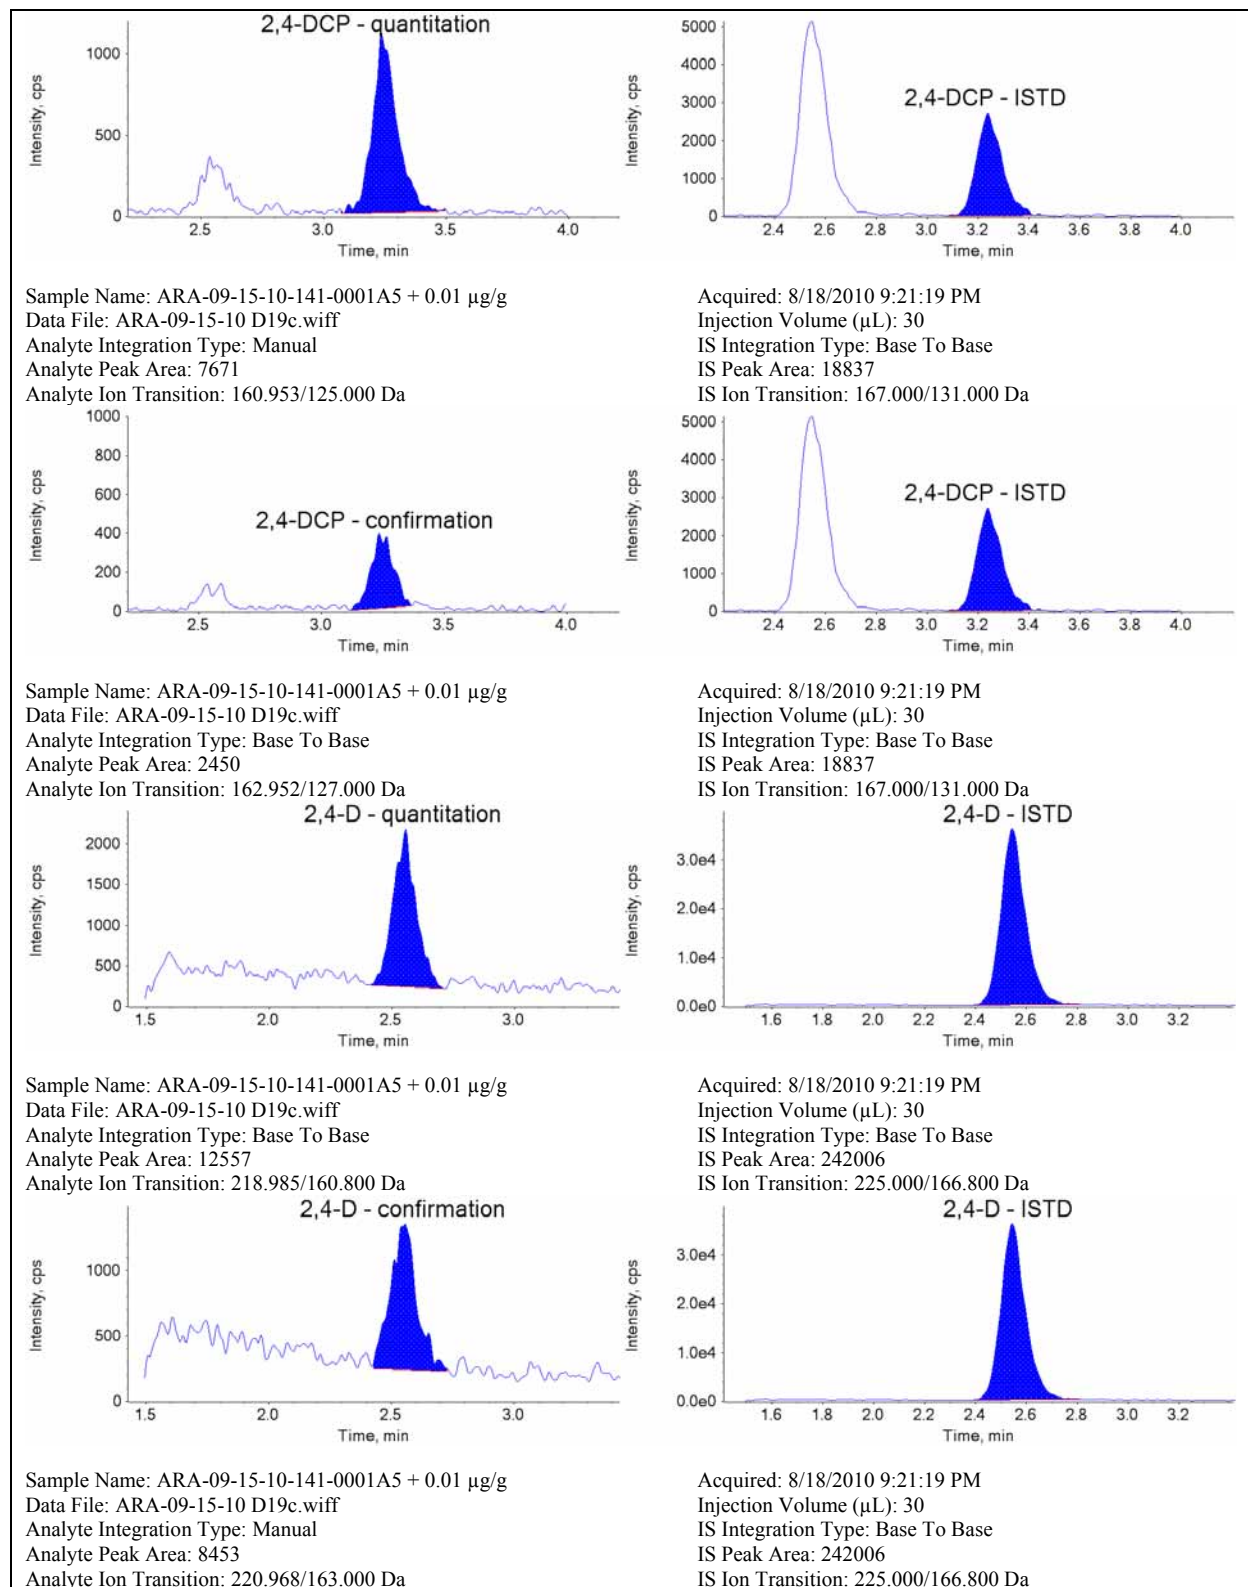 2,4-DCP - quantitation
Intensity, cps
1000
500
0
2.5 3.0 3.5 4.0
Time, min
2,4-DCP - ISTD
Intensity, cps
5000
4000
3000
2000
1000
0
2.4 2.6 2.8 3.0 3.2 3.4 3.6 3.8 4.0
Time, min
Sample Name: ARA-09-15-10-141-0001A5 + 0.01 µg/g
Data File: ARA-09-15-10 D19c.wiff
Analyte Integration Type: Manual
Analyte Peak Area: 7671
Analyte Ion Transition: 160.953/125.000 Da
Acquired: 8/18/2010 9:21:19 PM
Injection Volume (µL): 30
IS Integration Type: Base To Base
IS Peak Area: 18837
IS Ion Transition: 167.000/131.000 Da
2,4-DCP - confirmation
Intensity, cps
1000
800
600
400
200
0
2.5 3.0 3.5 4.0
Time, min
2,4-DCP - ISTD
Intensity, cps
5000
4000
3000
2000
1000
0
2.4 2.6 2.8 3.0 3.2 3.4 3.6 3.8 4.0
Time, min
Sample Name: ARA-09-15-10-141-0001A5 + 0.01 µg/g
Data File: ARA-09-15-10 D19c.wiff
Analyte Integration Type: Base To Base
Analyte Peak Area: 2450
Analyte Ion Transition: 162.952/127.000 Da
Acquired: 8/18/2010 9:21:19 PM
Injection Volume (µL): 30
IS Integration Type: Base To Base
IS Peak Area: 18837
IS Ion Transition: 167.000/131.000 Da
2,4-D - quantitation
Intensity, cps
2000
1500
1000
500
0
1.5 2.0 2.5 3.0
Time, min
2,4-D - ISTD
Intensity, cps
3.0e4
2.0e4
1.0e4
0.0e0
1.6 1.8 2.0 2.2 2.4 2.6 2.8 3.0 3.2
Time, min
Sample Name: ARA-09-15-10-141-0001A5 + 0.01 µg/g
Data File: ARA-09-15-10 D19c.wiff
Analyte Integration Type: Base To Base
Analyte Peak Area: 12557
Analyte Ion Transition: 218.985/160.800 Da
Acquired: 8/18/2010 9:21:19 PM
Injection Volume (µL): 30
IS Integration Type: Base To Base
IS Peak Area: 242006
IS Ion Transition: 225.000/166.800 Da
2,4-D - confirmation
Intensity, cps
1000
500
0
1.5 2.0 2.5 3.0
Time, min
2,4-D - ISTD
Intensity, cps
3.0e4
2.0e4
1.0e4
0.0e0
1.6 1.8 2.0 2.2 2.4 2.6 2.8 3.0 3.2
Time, min
Sample Name: ARA-09-15-10-141-0001A5 + 0.01 µg/g
Data File: ARA-09-15-10 D19c.wiff
Analyte Integration Type: Manual
Analyte Peak Area: 8453
Analyte Ion Transition: 220.968/163.000 Da
Acquired: 8/18/2010 9:21:19 PM
Injection Volume (µL): 30
IS Integration Type: Base To Base
IS Peak Area: 242006
IS Ion Transition: 225.000/166.800 Da